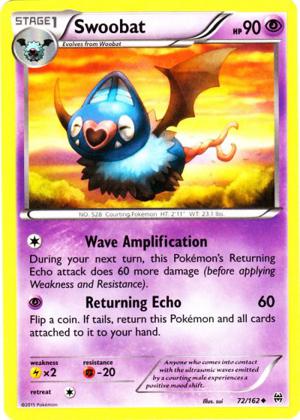 STAGE1
Swoobat
HP90
Evolves from Woobat
NO. 528 Courting Pokémon HT: 2'11" WT: 23.1 lbs.
Wave Amplification
During your next turn, this Pokémon's Returning
Echo attack does 60 more damage (before applying
Weakness and Resistance).
Returning Echo 60
Flip a coin. If tails, return this Pokémon and all cards
attached to it to your hand.
weakness
×2
resistance
-20
retreat
Anyone who comes into contact
with the ultrasonic waves emitted
by a courting male experiences a
positive mood shift.
Illus. sui
72/162
©2015 Pokémon